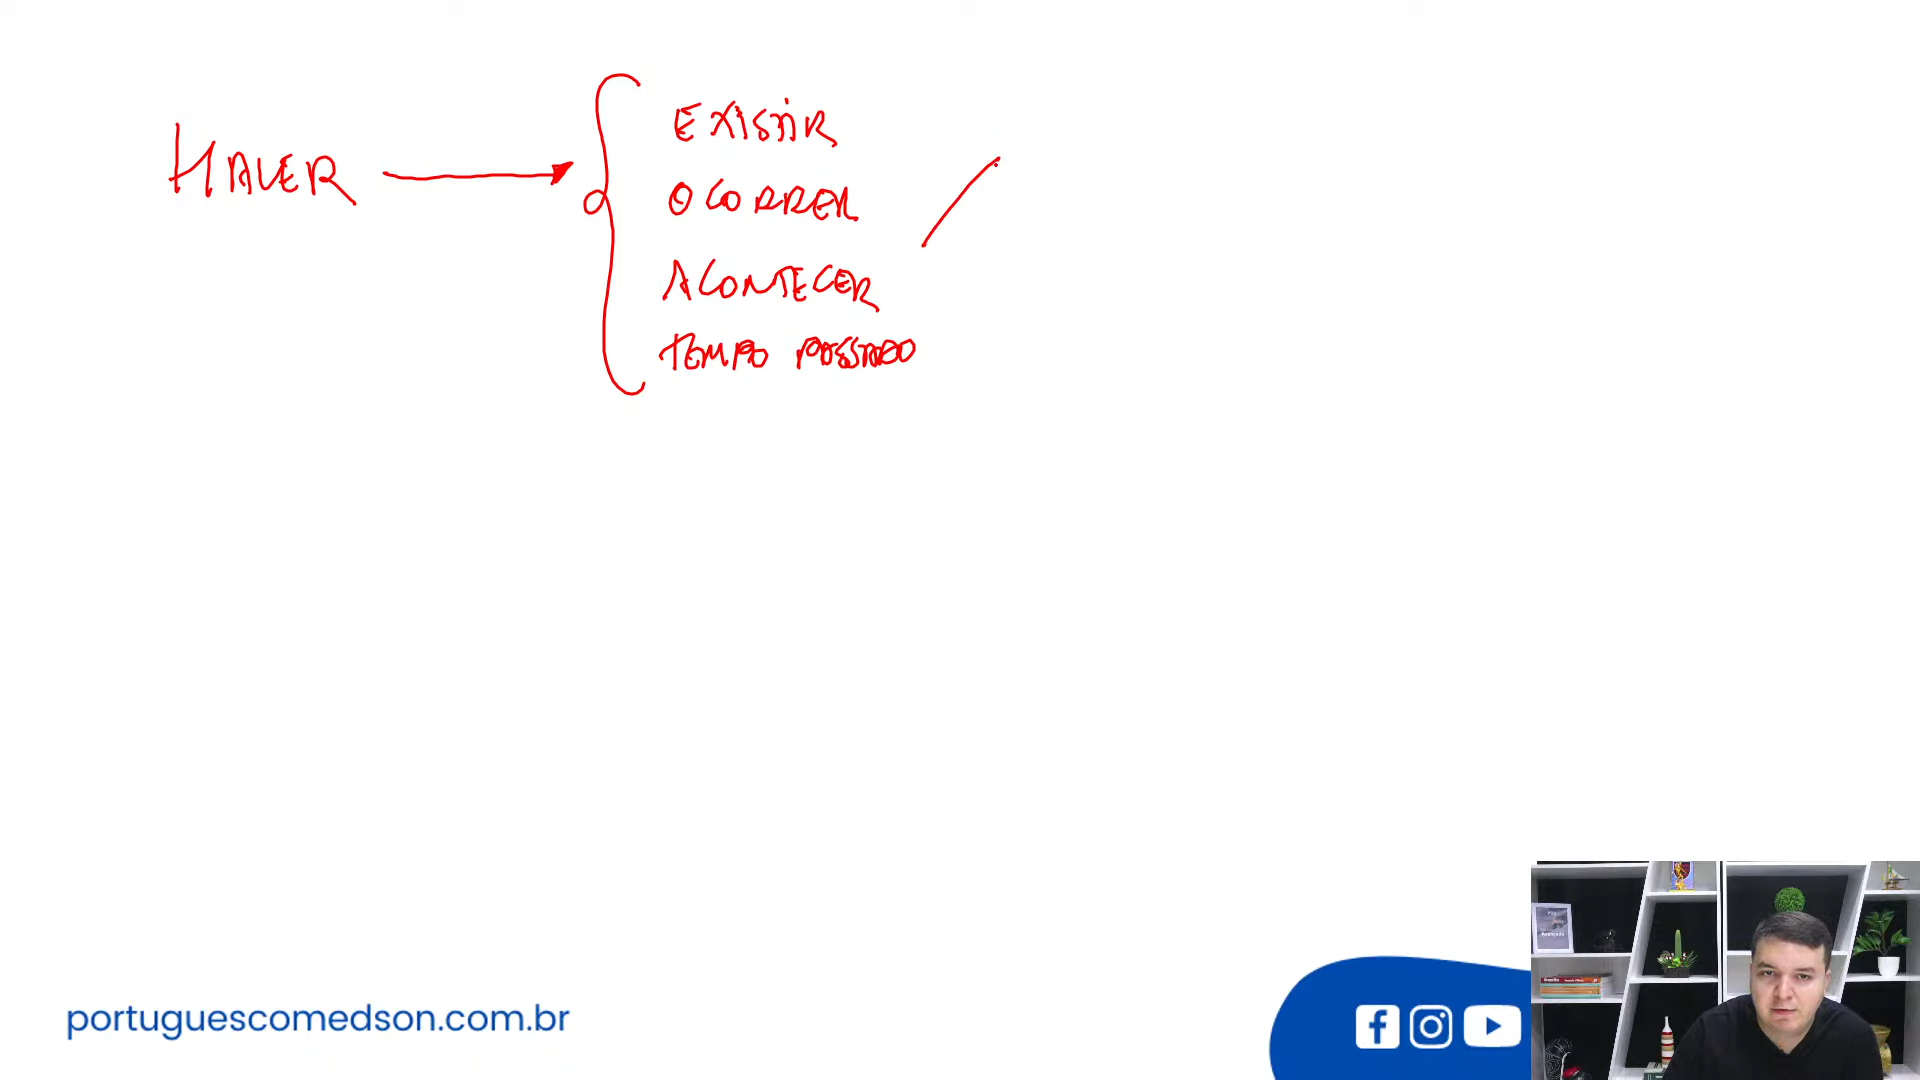 HAVER
EXISTIR
OCORRER
ACONTECER
TEMPO PASSADO
portuguescomedson.com.br